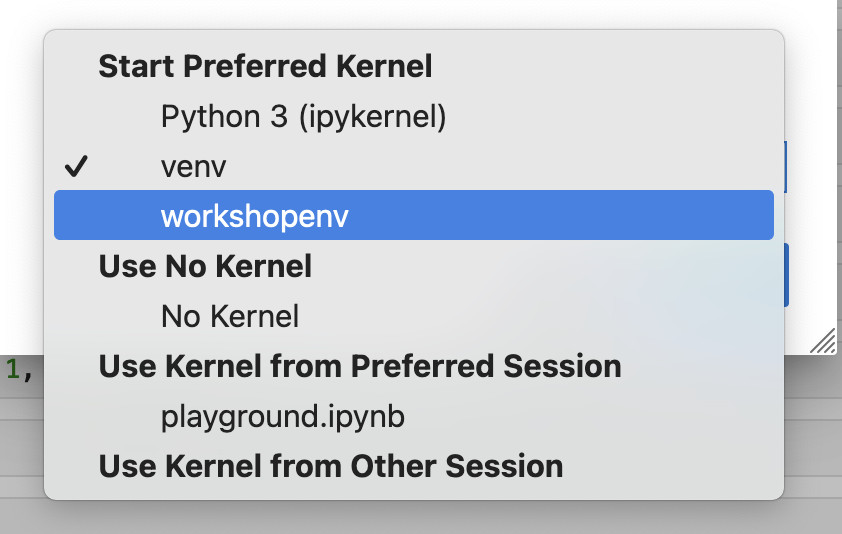 Start Preferred Kernel
Python 3 (ipykernel)
✓ venv
workshopenv
Use No Kernel
No Kernel
1,
Use Kernel from Preferred Session
playground.ipynb
Use Kernel from Other Session